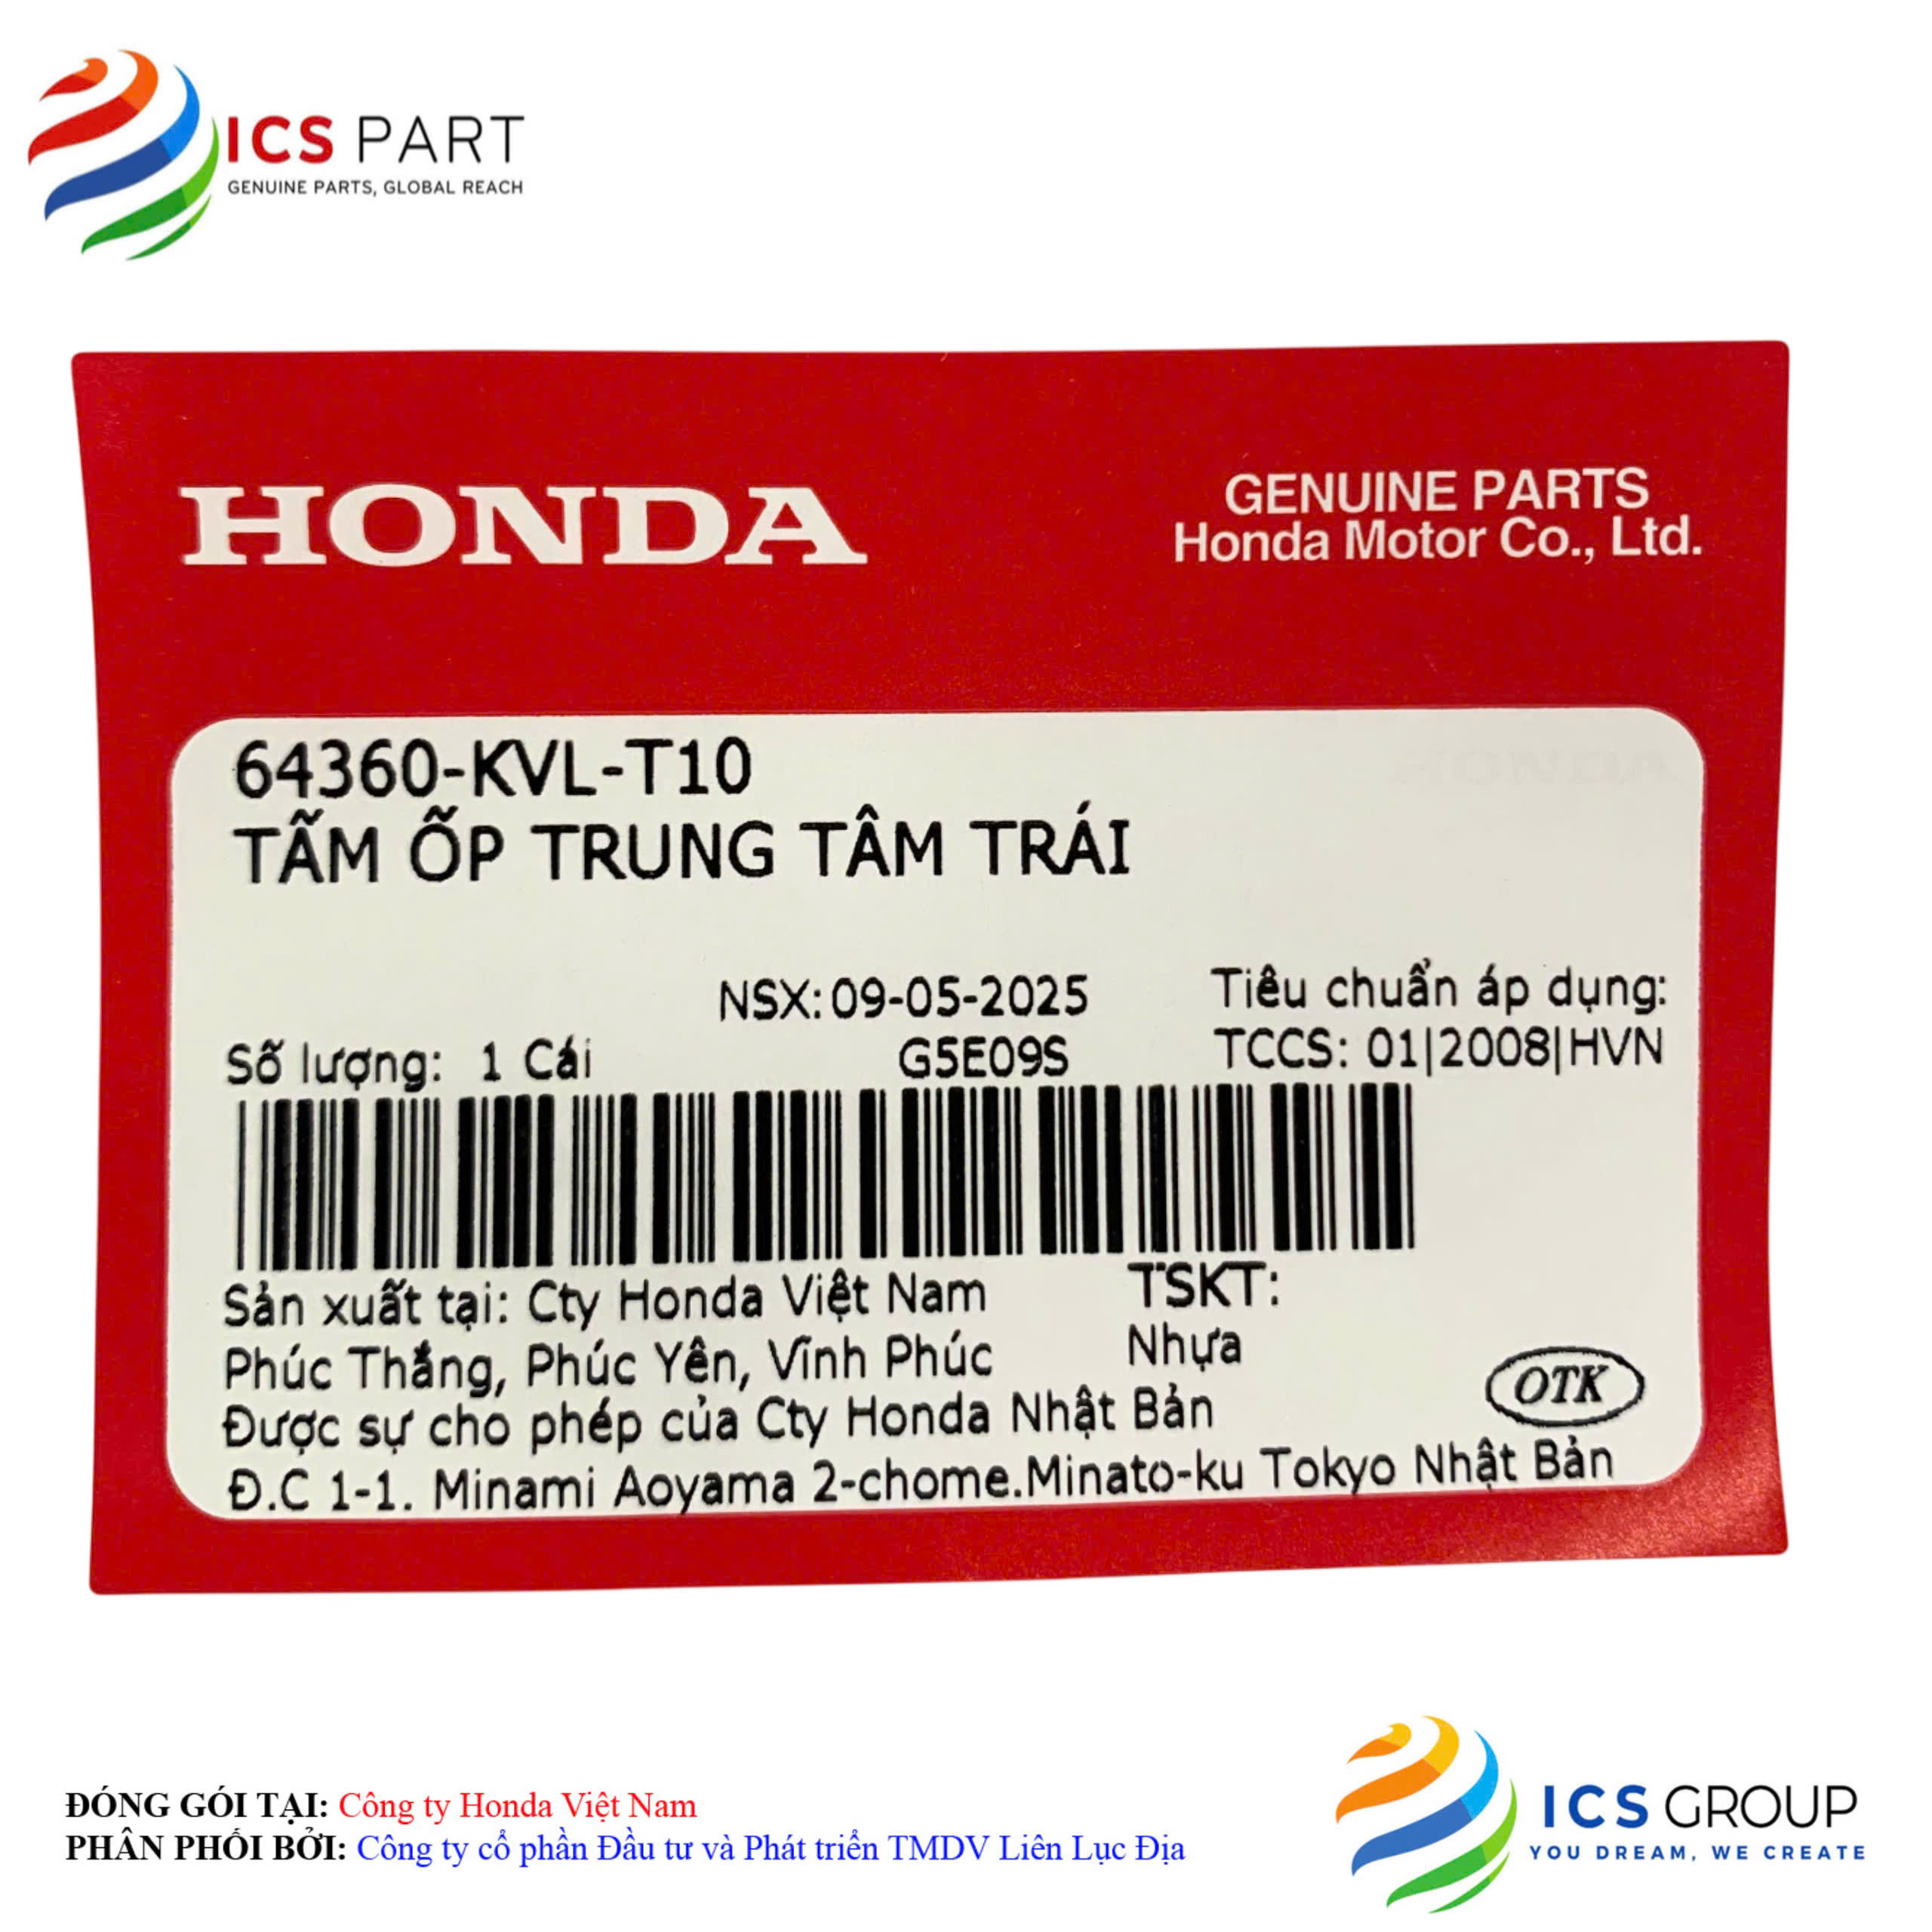 ICS PART
GENUINE PARTS, GLOBAL REACH
HONDA
GENUINE PARTS
Honda Motor Co., Ltd.
64360-KVL-T10
TẤM ỐP TRUNG TÂM TRÁI
NSX: 09-05-2025
Tiêu chuẩn áp dụng:
Số lượng: 1 Cái
G5E09S
TCCS: 01|2008|HVN
Sản xuất tại: Cty Honda Việt Nam
TSKT:
Phúc Thắng, Phúc Yên, Vĩnh Phúc
Nhựa
Được sự cho phép của Cty Honda Nhật Bản
OTK
Đ.C 1-1. Minami Aoyama 2-chome.Minato-ku Tokyo Nhật Bản
ĐÓNG GÓI TẠI: Công ty Honda Việt Nam
PHÂN PHỐI BỞI: Công ty cổ phần Đầu tư và Phát triển TMDV Liên Lục Địa
ICS GROUP
YOU DREAM, WE CREATE